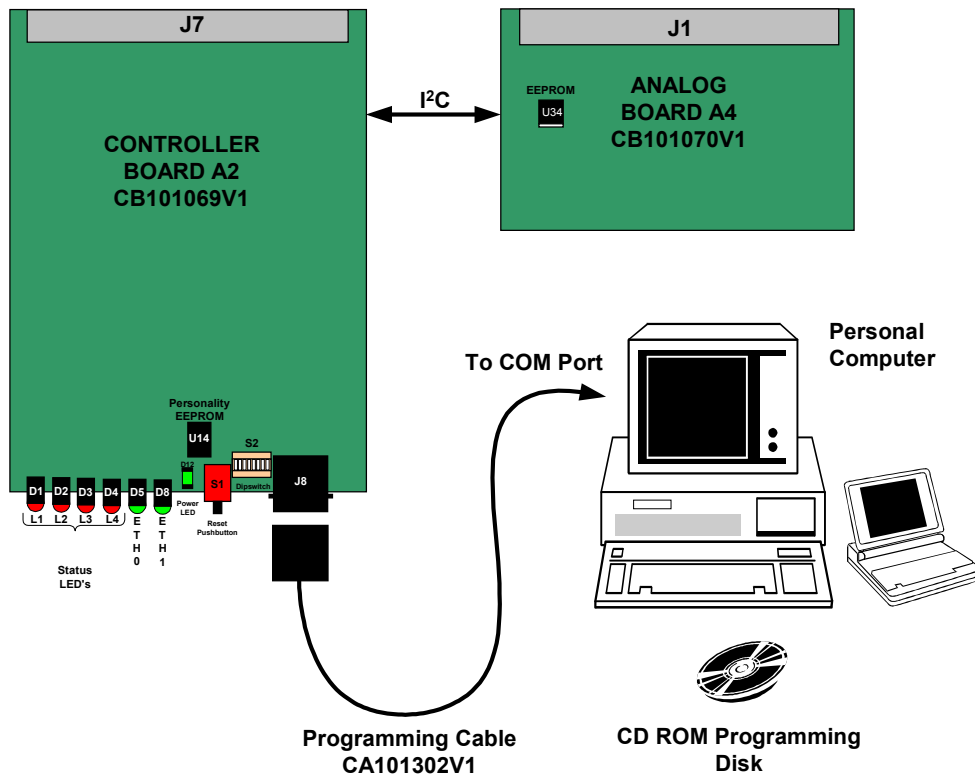 J7
J1
I²C
EEPROM
U34
ANALOG
BOARD A4
CB101070V1
CONTROLLER
BOARD A2
CB101069V1
To COM Port
Personal
Computer
Personality
EEPROM
U14
S2
D12
D1
D2
D3
D4
D5
D8
S1
Dipswitch
J8
L1
L2
L3
L4
E
T
H
0
E
T
H
1
Power
LED
Reset
Pushbutton
Status
LED's
Programming Cable
CA101302V1
CD ROM Programming
Disk